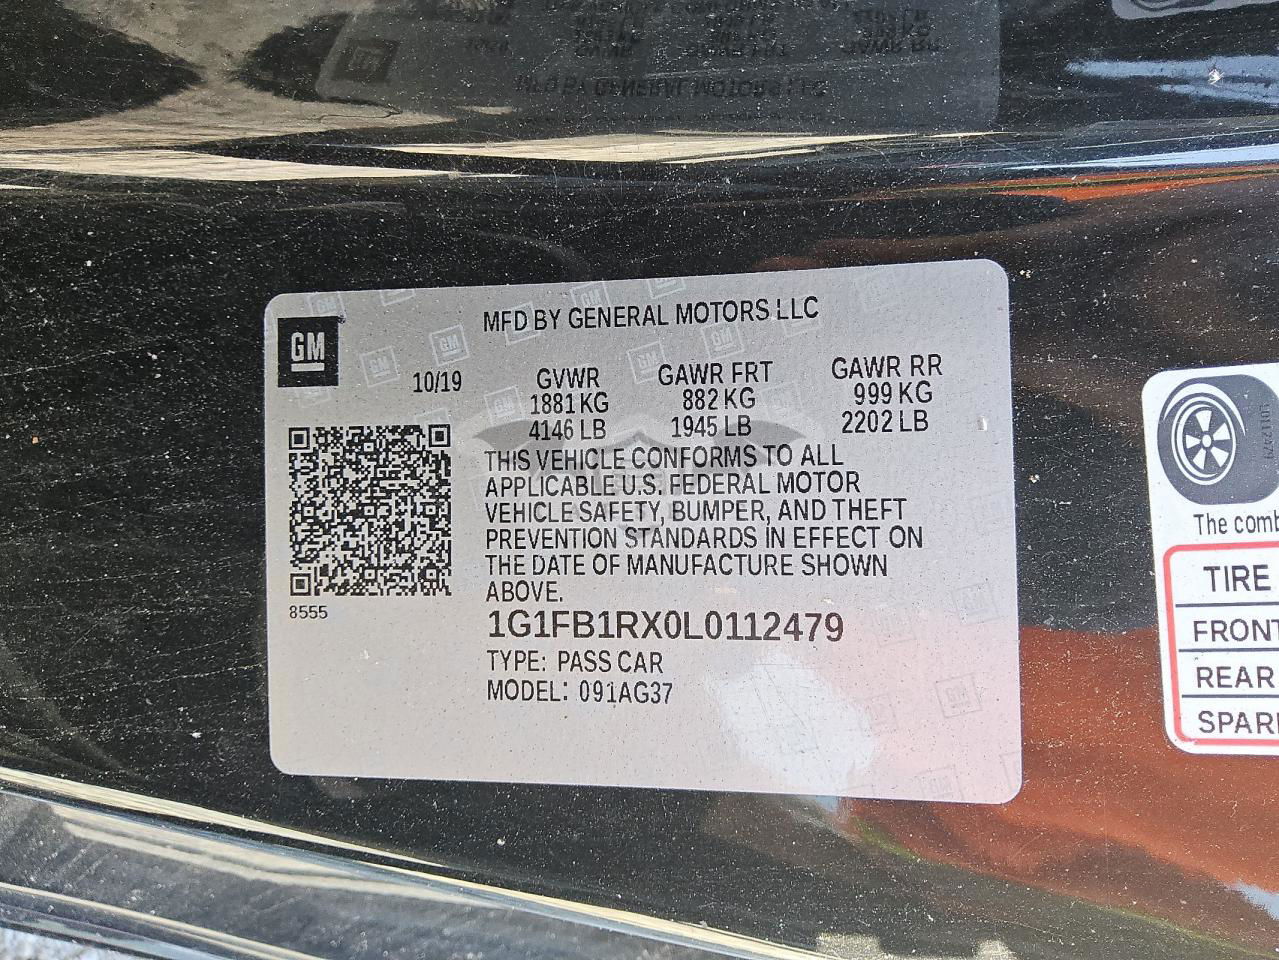 GM
MFD BY GENERAL MOTORS LLC
10/19
GVWR GAWR FRT GAWR RR
1881 KG 882 KG 999 KG
4146 LB 1945 LB 2202 LB
THIS VEHICLE CONFORMS TO ALL
APPLICABLE U.S. FEDERAL MOTOR
VEHICLE SAFETY, BUMPER, AND THEFT
PREVENTION STANDARDS IN EFFECT ON
THE DATE OF MANUFACTURE SHOWN
ABOVE.
8555
1G1FB1RX0L0112479
TYPE: PASS CAR
MODEL: 091AG37
The comb
TIRE
FRONT
REAR
SPARE